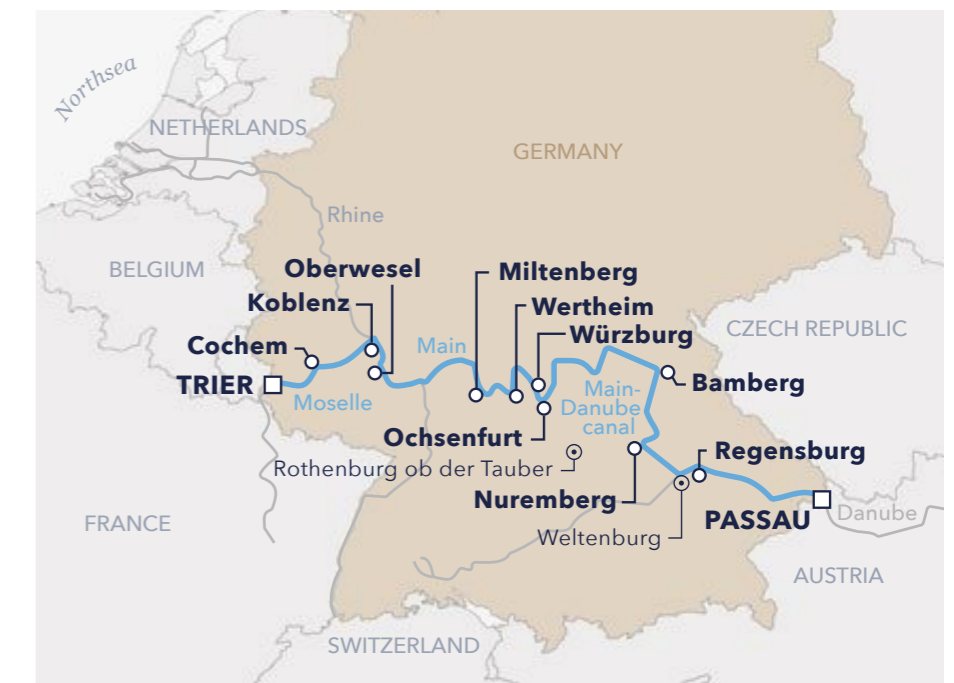 Northsea
NETHERLANDS
GERMANY
Rhine
BELGIUM
Oberwesel
Miltenberg
Koblenz
Wertheim
Würzburg
CZECH REPUBLIC
Cochem
Main
TRIER
Bamberg
Moselle
Main-
Danube
canal
Ochsenfurt
Regensburg
Rothenburg ob der Tauber
Nuremberg
PASSAU
Danube
FRANCE
Weltenburg
AUSTRIA
SWITZERLAND